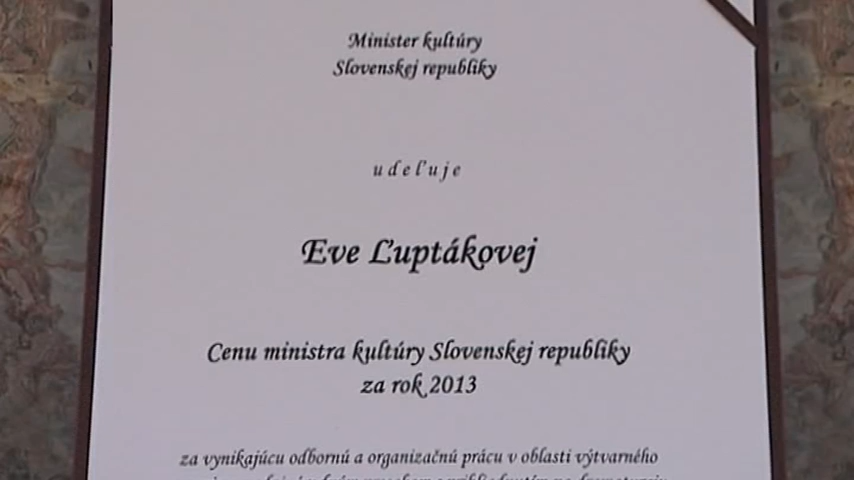 Minister kultúry
Slovenskej republiky
udeľuje
Eve Ľuptákovej
Cenu ministra kultúry Slovenskej republiky
za rok 2013
za vynikajúcu odbornú a organizačnú prácu v oblasti výtvarného